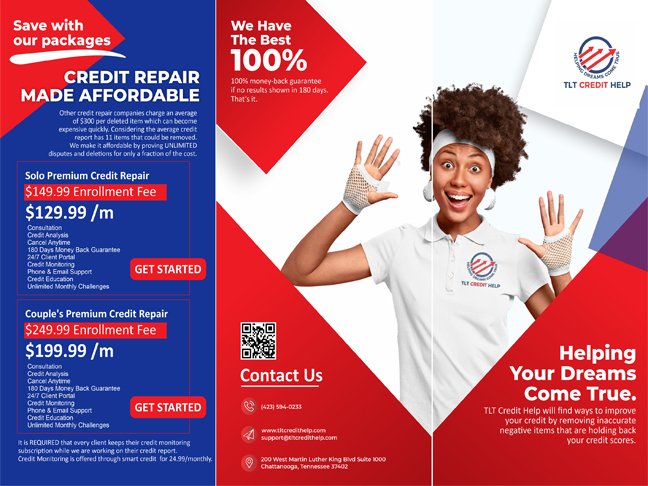 Save with
our packages
CREDIT REPAIR
MADE AFFORDABLE
Other credit repair companies charge an average
of $300 per deleted item which can become
expensive quickly. Considering the average credit
report has 11 items that could be removed.
We make it affordable by proving UNLIMITED
disputes and deletions for only a fraction of the cost.
Solo Premium Credit Repair
$149.99 Enrollment Fee
$129.99 /m
Consultation
Credit Analysis
Cancel Anytime
180 Days Money Back Guarantee
24/7 Client Portal
Credit Monitoring
Phone & Email Support
Credit Education
Unlimited Monthly Challenges
GET STARTED
Couple's Premium Credit Repair
$249.99 Enrollment Fee
$199.99 /m
Consultation
Credit Analysis
Cancel Anytime
180 Days Money Back Guarantee
24/7 Client Portal
Credit Monitoring
Phone & Email Support
Credit Education
Unlimited Monthly Challenges
GET STARTED
It is REQUIRED that every client keeps their credit monitoring
subscription while we are working on their credit report.
Credit Monitoring is offered through smart credit for 24.99/monthly.
We Have
The Best
100%
100% money-back guarantee
if no results shown in 180 days.
That's it.
Contact Us
(423) 594-0233
www.tltcredithelp.com
support@tltcredithelp.com
200 West Martin Luther King Blvd Suite 1000
Chattanooga, Tennessee 37402
HELPING DREAMS COME TRUE
TLT CREDIT HELP
TLT CREDIT HELP
Helping
Your Dreams
Come True.
TLT Credit Help will find ways to improve
your credit by removing inaccurate
negative items that are holding back
your credit scores.